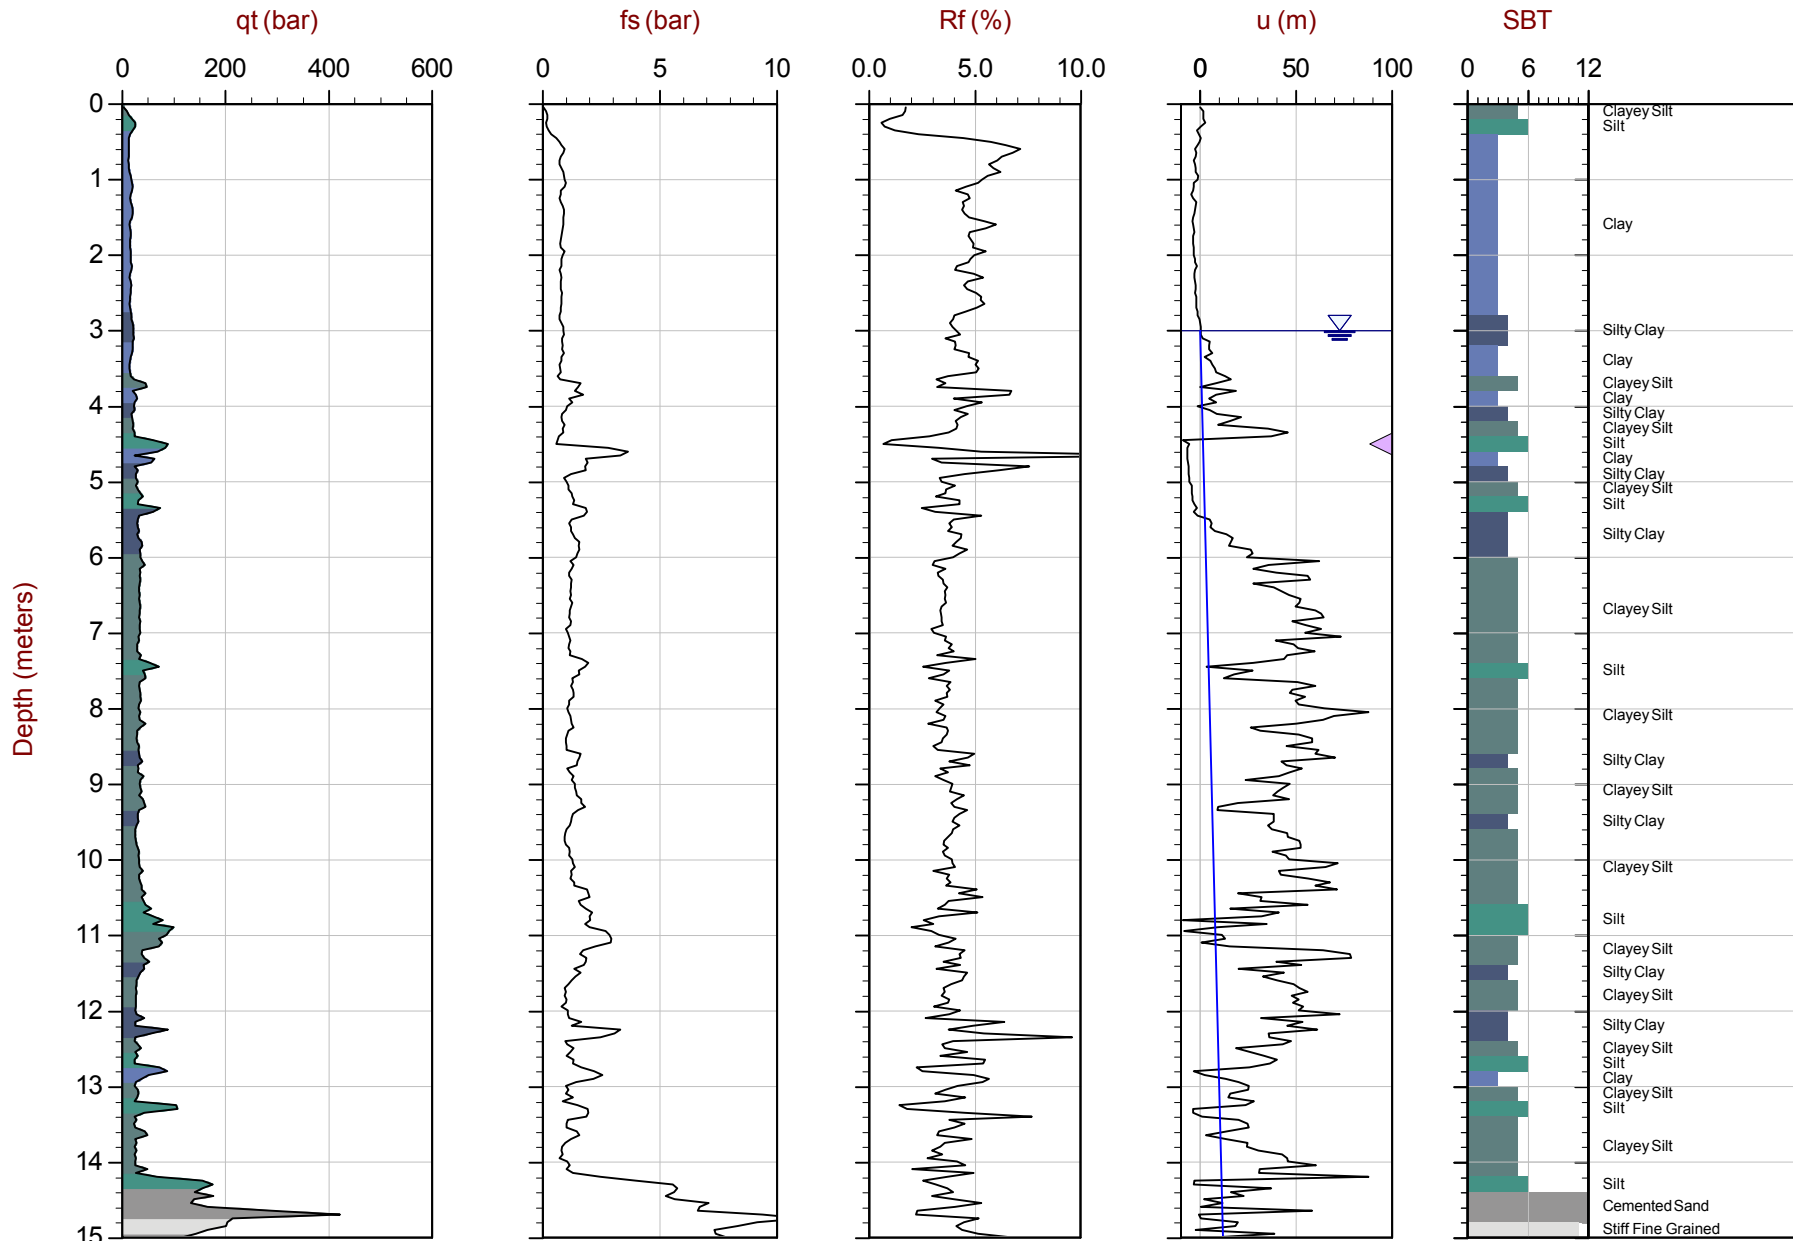 qt (bar) fs (bar) Rf (%) u (m) SBT
0 200 400 600 0 5 10 0.0 5.0 10.0 0 50 100 0 6 12
Depth (meters)
0
1
2
3
4
5
6
7
8
9
10
11
12
13
14
15
Clayey Silt
Silt
Clay
Silty Clay
Clay
Clayey Silt
Clay
Silty Clay
Clayey Silt
Silt
Clay
Silty Clay
Clayey Silt
Silt
Silty Clay
Clayey Silt
Silt
Clayey Silt
Silty Clay
Clayey Silt
Silty Clay
Clayey Silt
Silt
Clayey Silt
Silty Clay
Clayey Silt
Silty Clay
Clayey Silt
Silt
Clay
Clayey Silt
Silt
Clayey Silt
Silt
Cemented Sand
Stiff Fine Grained